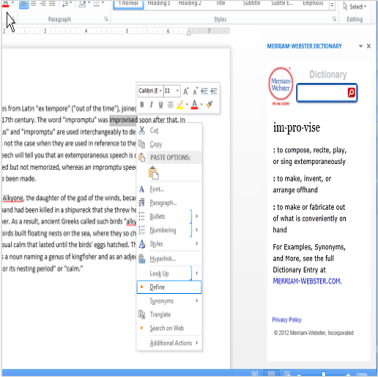 1 Normal
Heading 1
Heading 2
Title
Subtitle
Subtle E...
Emphasis
Select
Paragraph
Styles
Editing
MERRIAM-WEBSTER DICTIONARY
es from Latin "ex tempore" ("out of time"), joined
17th century. The word "impromptu" was improvised soon after that. In
us" and "impromptu" are used interchangeably to de
not the case when they are used in reference to the
eech will tell you that an extemporaneous speech is c
ed but not memorized, whereas an impromptu speech
e been made.
Alkyone, the daughter of the god of the winds, becam
and had been killed in a shipwreck that she threw he
er. As a result, ancient Greeks called such birds "alky
birds built floating nests on the sea, where they so ch
sual calm that lasted until the birds' eggs hatched. Th
s a noun naming a genus of kingfisher and as an adjec
or its nesting period" or "calm."
Calibri (E
11
Cut
Copy
PASTE OPTIONS:
Font...
Paragraph...
Bullets
Numbering
Styles
Hyperlink...
Look Up
Define
Synonyms
Translate
Search on Web
Additional Actions
Merriam-Webster
m-w.com
Dictionary
im·pro·vise
: to compose, recite, play,
or sing extemporaneously
: to make, invent, or
arrange offhand
: to make or fabricate out
of what is conveniently on
hand
For Examples, Synonyms,
and More, see the full
Dictionary Entry at
MERRIAM-WEBSTER.COM.
Privacy Policy
© 2012 Merriam-Webster, Incorporated